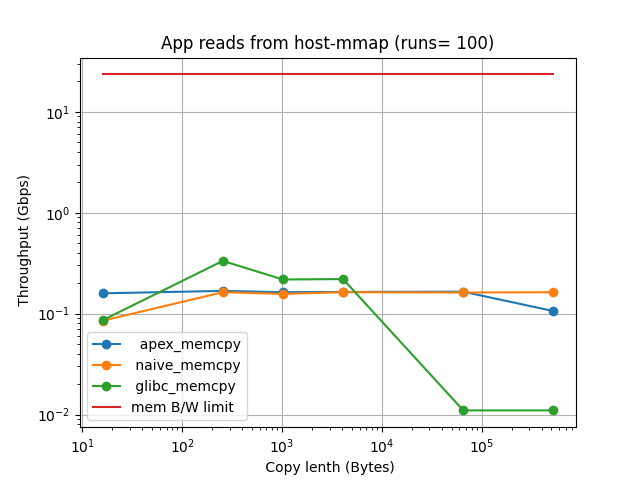 App reads from host-mmap (runs= 100)
Throughput (Gbps)
10¹
10⁰
10⁻¹
10⁻²
apex_memcpy
naive_memcpy
glibc_memcpy
mem B/W limit
10¹ 10² 10³ 10⁴ 10⁵
Copy lenth (Bytes)